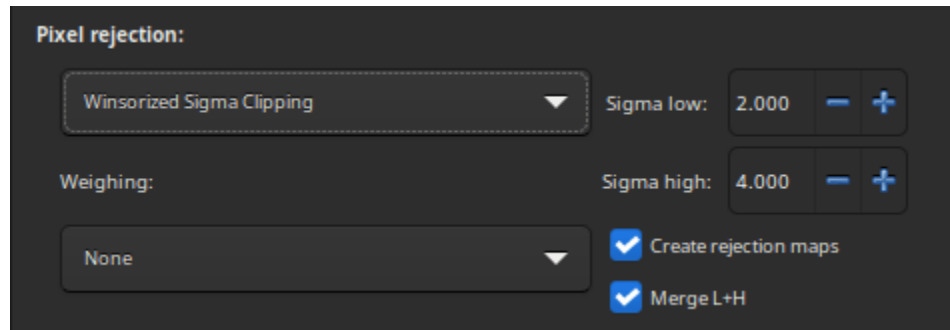 Pixel rejection:
Winsorized Sigma Clipping
Sigma low: 2.000
Weighing:
Sigma high: 4.000
None
Create rejection maps
Merge L+H